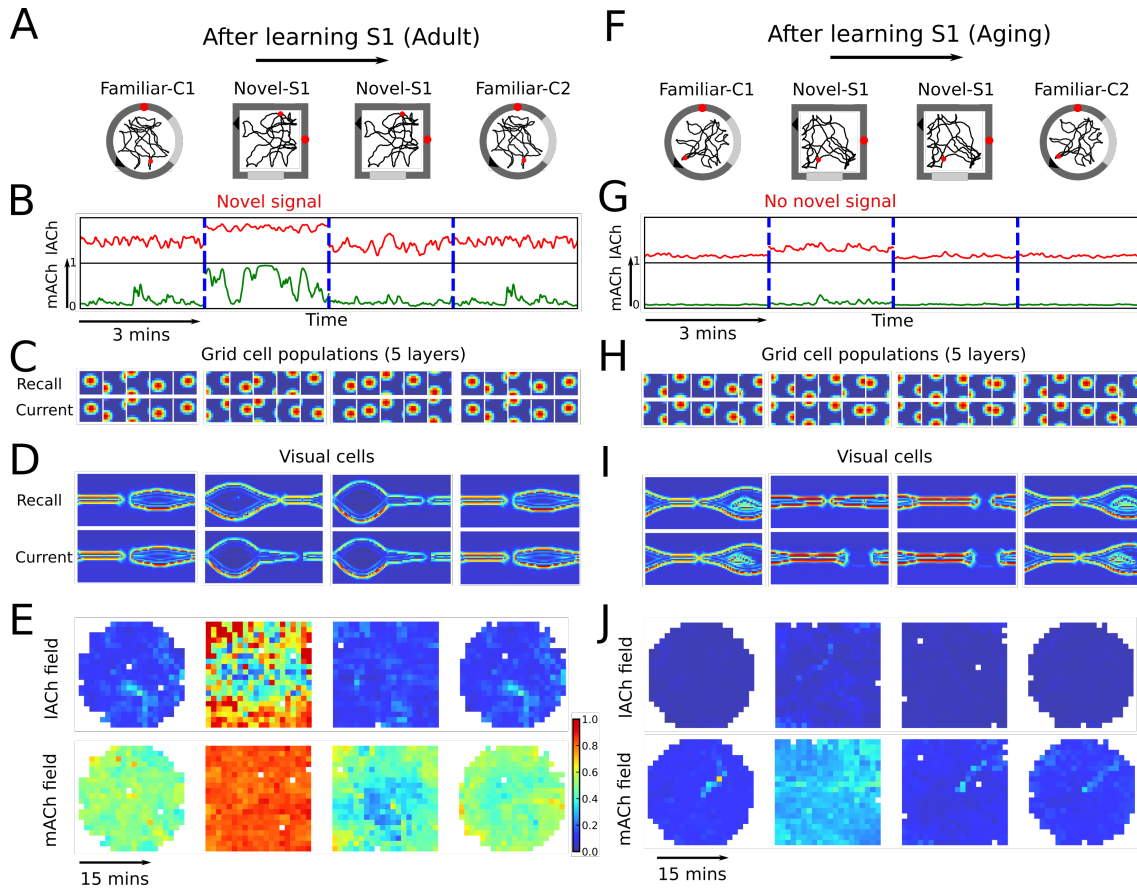 A
After learning S1 (Adult)
Familiar-C1
Novel-S1
Novel-S1
Familiar-C2
B
Novel signal
lACh
mACh
1
0
3 mins
Time
C
Grid cell populations (5 layers)
Recall
Current
D
Visual cells
Recall
Current
E
lACh field
mACh field
1.0
0.8
0.6
0.4
0.2
0.0
15 mins
F
After learning S1 (Aging)
Familiar-C1
Novel-S1
Novel-S1
Familiar-C2
G
No novel signal
lACh
mACh
1
0
3 mins
Time
H
Grid cell populations (5 layers)
I
Visual cells
J
lACh field
mACh field
15 mins